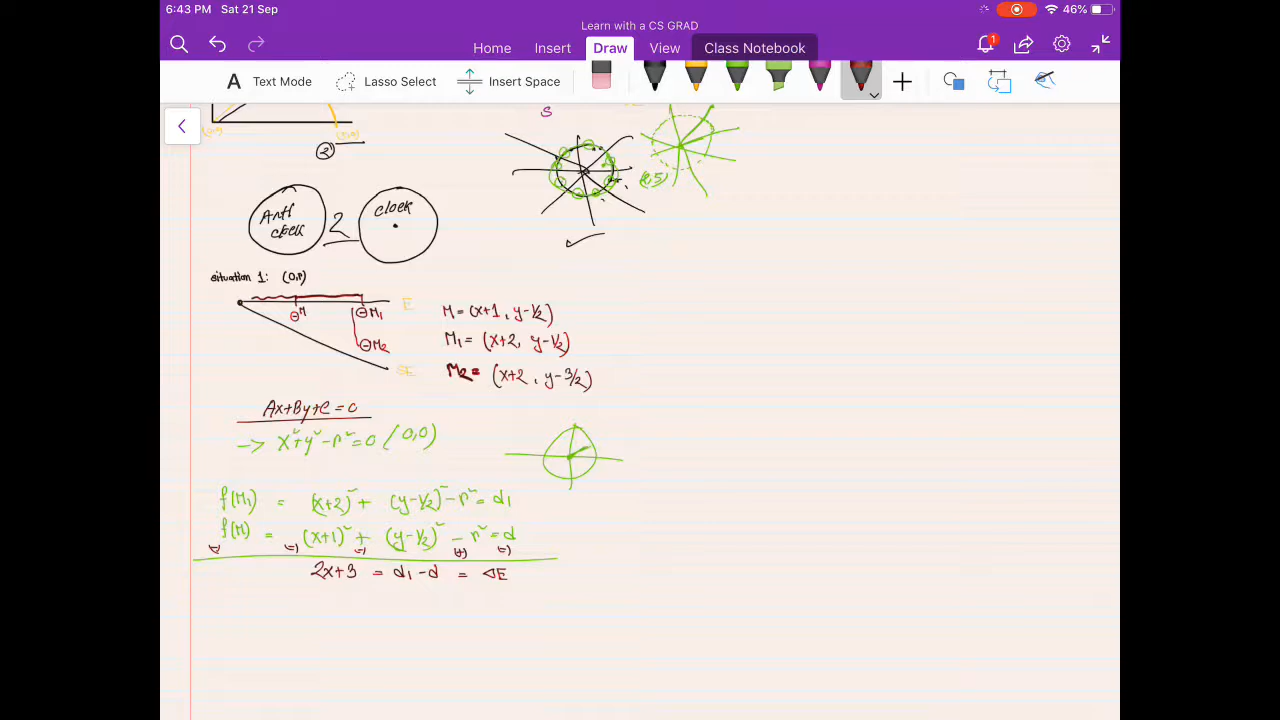 6:43 PM Sat 21 Sep
46%
Learn with a CS GRAD
Home Insert Draw View Class Notebook
1
A Text Mode Lasso Select Insert Space
S
2
Anti clock 2 clock
situation 1: (0,r)
E
M M1
M2
SE
M = (x+1, y-1/2)
M1 = (x+2, y-1/2)
M2 = (x+2, y-3/2)
Ax+By+C = 0
→ x²+y²-r²=0 (0,0)
f(M1) = (x+2)² + (y-1/2)² - r² = d1
f(M) = (x+1)² + (y-1/2)² - r² = d
(-) (-) (+) (-)
2x+3 = d1-d = ΔE